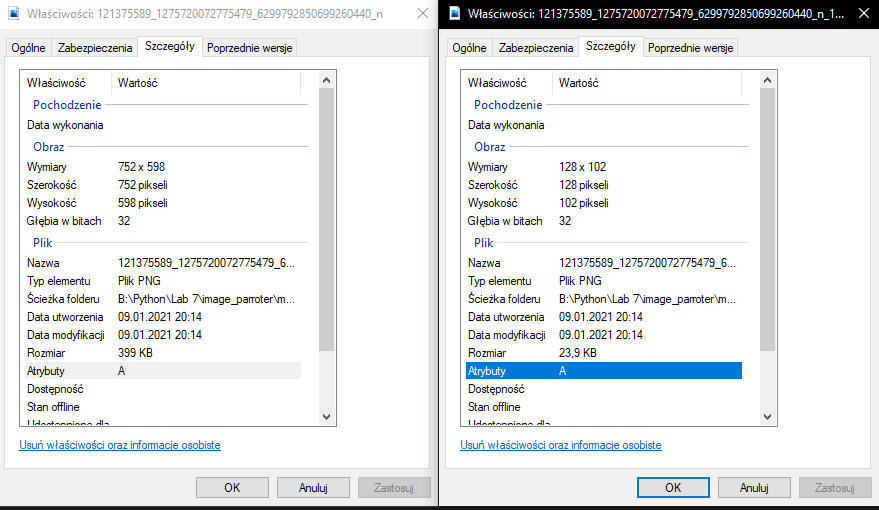 Właściwości: 121375589_1275720072775479_6299792850699260440_n
Ogólne Zabezpieczenia Szczegóły Poprzednie wersje
Właściwość Wartość
Pochodzenie
Data wykonania
Obraz
Wymiary 752 x 598
Szerokość 752 pikseli
Wysokość 598 pikseli
Głębia w bitach 32
Plik
Nazwa 121375589_1275720072775479_6...
Typ elementu Plik PNG
Ścieżka folderu B:\Python\Lab 7\image_parroter\m...
Data utworzenia 09.01.2021 20:14
Data modyfikacji 09.01.2021 20:14
Rozmiar 399 KB
Atrybuty A
Dostępność
Stan offline
Udostępnione dla
Usuń właściwości oraz informacje osobiste
OK Anuluj Zastosuj
Właściwości: 121375589_1275720072775479_6299792850699260440_n_1...
Ogólne Zabezpieczenia Szczegóły Poprzednie wersje
Właściwość Wartość
Pochodzenie
Data wykonania
Obraz
Wymiary 128 x 102
Szerokość 128 pikseli
Wysokość 102 pikseli
Głębia w bitach 32
Plik
Nazwa 121375589_1275720072775479_6...
Typ elementu Plik PNG
Ścieżka folderu B:\Python\Lab 7\image_parroter\m...
Data utworzenia 09.01.2021 20:14
Data modyfikacji 09.01.2021 20:14
Rozmiar 23,9 KB
Atrybuty A
Dostępność
Stan offline
Udostępnione dla
Usuń właściwości oraz informacje osobiste
OK Anuluj Zastosuj